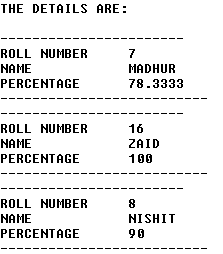 THE DETAILS ARE:
--------------------
ROLL NUMBER 7
NAME MADHUR
PERCENTAGE 78.3333
-----------------------
--------------------
ROLL NUMBER 16
NAME ZAID
PERCENTAGE 100
-----------------------
--------------------
ROLL NUMBER 8
NAME NISHIT
PERCENTAGE 90
-----------------------